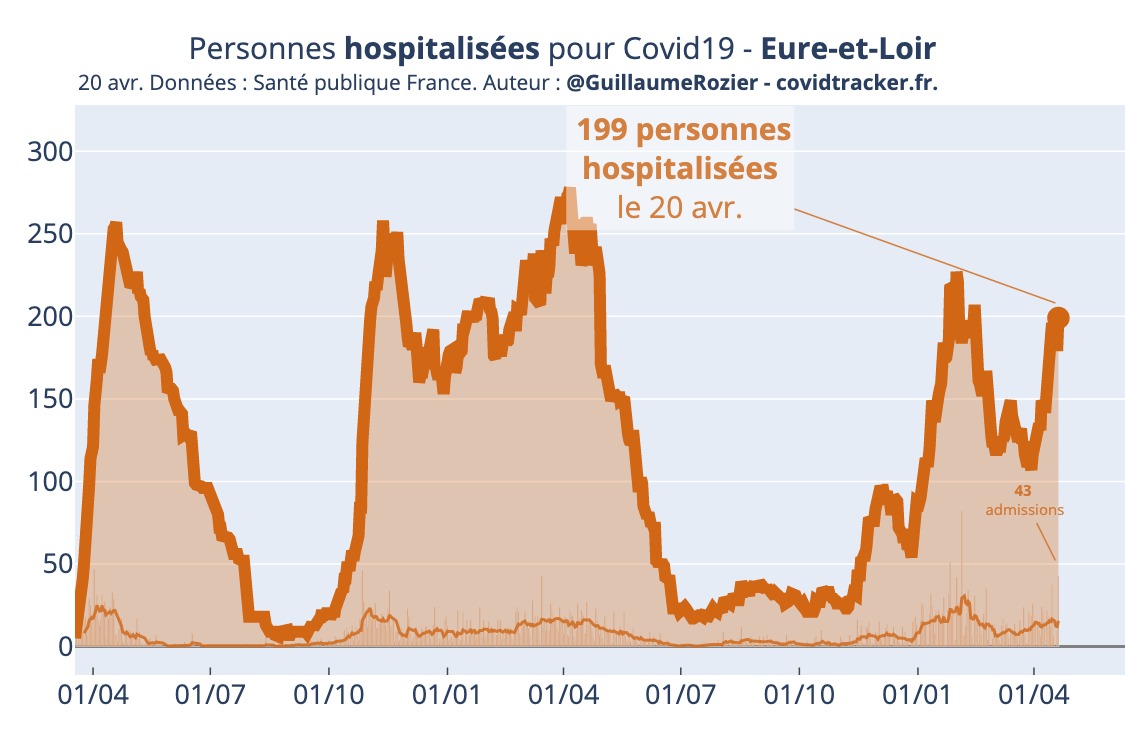 Personnes hospitalisées pour Covid19 - Eure-et-Loir
20 avr. Données : Santé publique France. Auteur : @GuillaumeRozier - covidtracker.fr.
199 personnes
hospitalisées
le 20 avr.
300
250
200
150
100
50
0
43
admissions
01/04 01/07 01/10 01/01 01/04 01/07 01/10 01/01 01/04